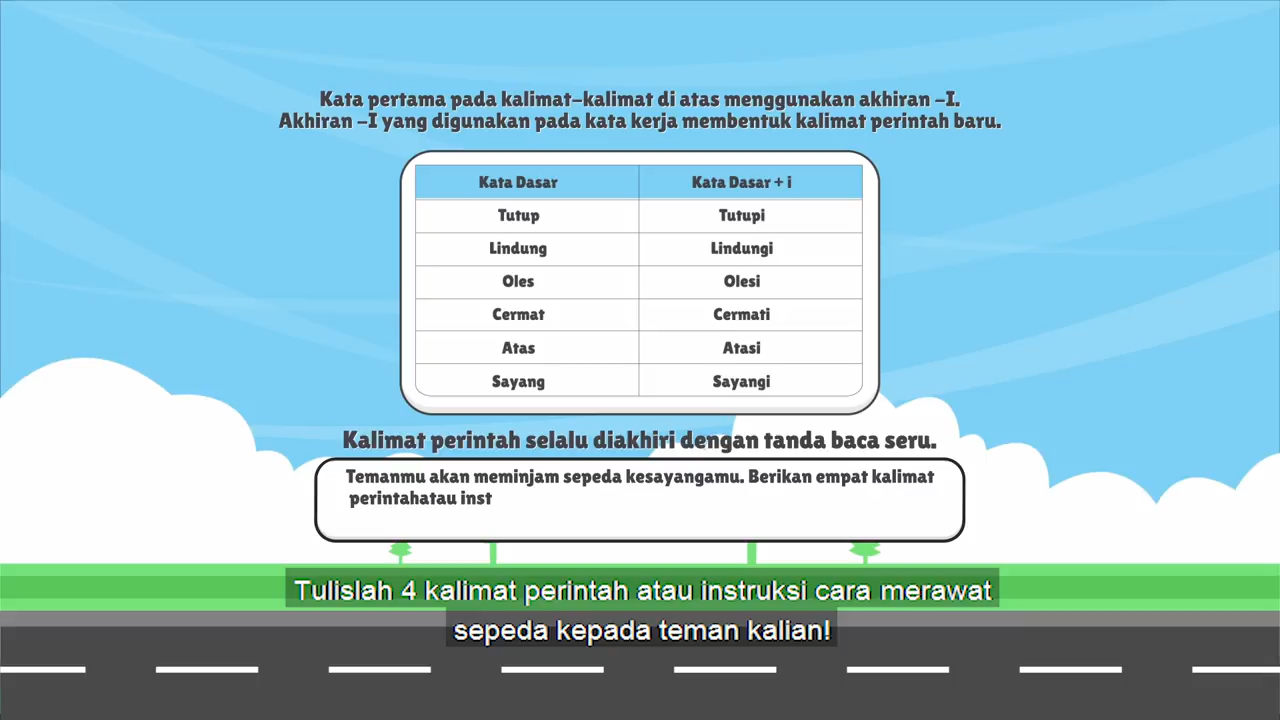 Kata pertama pada kalimat-kalimat di atas menggunakan akhiran -I.
Akhiran -I yang digunakan pada kata kerja membentuk kalimat perintah baru.
Kata Dasar Kata Dasar + i
Tutup Tutupi
Lindung Lindungi
Oles Olesi
Cermat Cermati
Atas Atasi
Sayang Sayangi
Kalimat perintah selalu diakhiri dengan tanda baca seru.
Temanmu akan meminjam sepeda kesayangamu. Berikan empat kalimat
perintahatau inst
Tulislah 4 kalimat perintah atau instruksi cara merawat
sepeda kepada teman kalian!